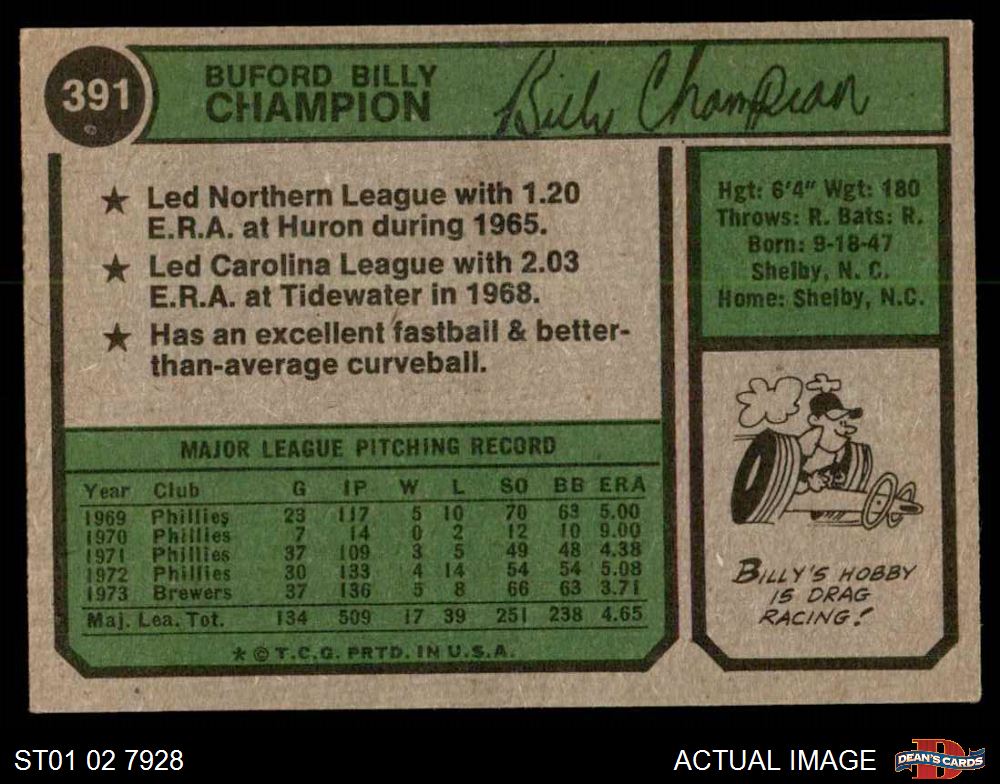 391
BUFORD BILLY
CHAMPION
Billy Champion
★ Led Northern League with 1.20
E.R.A. at Huron during 1965.
★ Led Carolina League with 2.03
E.R.A. at Tidewater in 1968.
★ Has an excellent fastball & better-
than-average curveball.
Hgt: 6'4" Wgt: 180
Throws: R. Bats: R.
Born: 9-18-47
Shelby, N. C.
Home: Shelby, N.C.
MAJOR LEAGUE PITCHING RECORD
Year Club G IP W L SO BB ERA
1969 Phillies 23 117 5 10 70 63 5.00
1970 Phillies 7 14 0 2 12 10 9.00
1971 Phillies 37 109 3 5 49 48 4.38
1972 Phillies 30 133 4 14 54 54 5.08
1973 Brewers 37 136 5 8 66 63 3.71
Maj. Lea. Tot. 134 509 17 39 251 238 4.65
* © T.C.G. PRTD. IN U.S.A.
BILLY'S HOBBY
IS DRAG
RACING!
ST01 02 7928
ACTUAL IMAGE
DEAN'S CARDS